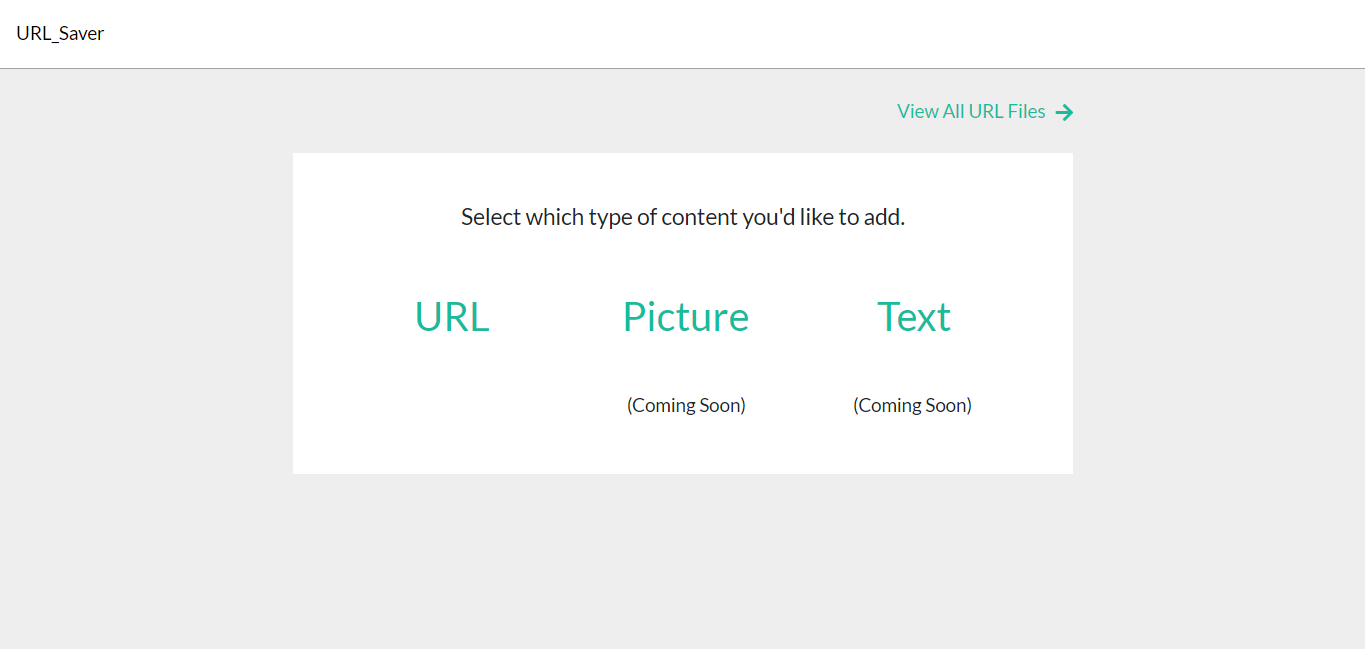 URL_Saver
View All URL Files
Select which type of content you'd like to add.
URL Picture Text
(Coming Soon) (Coming Soon)